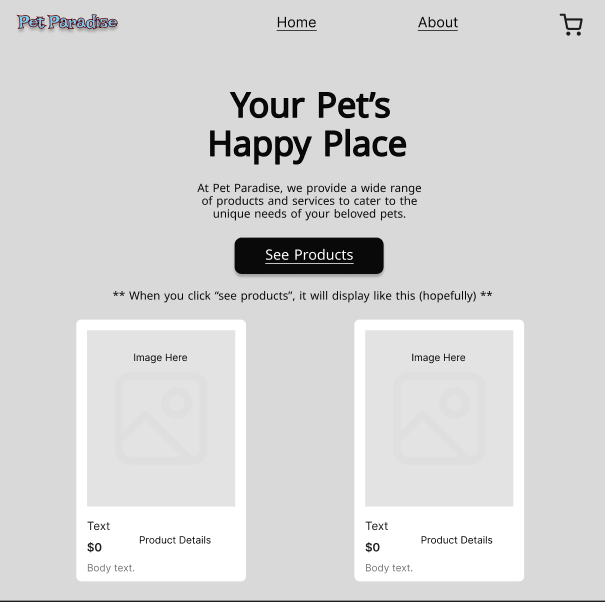 Pet Paradise
Home
About
Your Pet’s
Happy Place
At Pet Paradise, we provide a wide range
of products and services to cater to the
unique needs of your beloved pets.
See Products
** When you click “see products”, it will display like this (hopefully) **
Image Here
Text
$0
Product Details
Body text.
Image Here
Text
$0
Product Details
Body text.